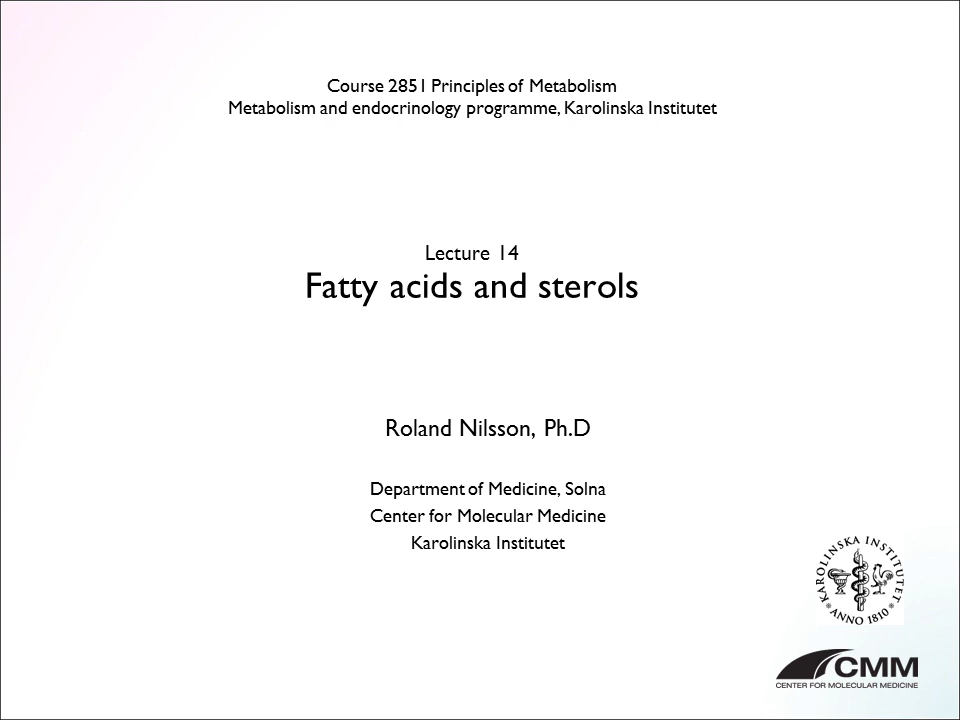 Course 2851 Principles of Metabolism
Metabolism and endocrinology programme, Karolinska Institutet
Lecture 14
Fatty acids and sterols
Roland Nilsson, Ph.D
Department of Medicine, Solna
Center for Molecular Medicine
Karolinska Institutet
KAROLINSKA INSTITUTET
ANNO 1810
CMM
CENTER FOR MOLECULAR MEDICINE